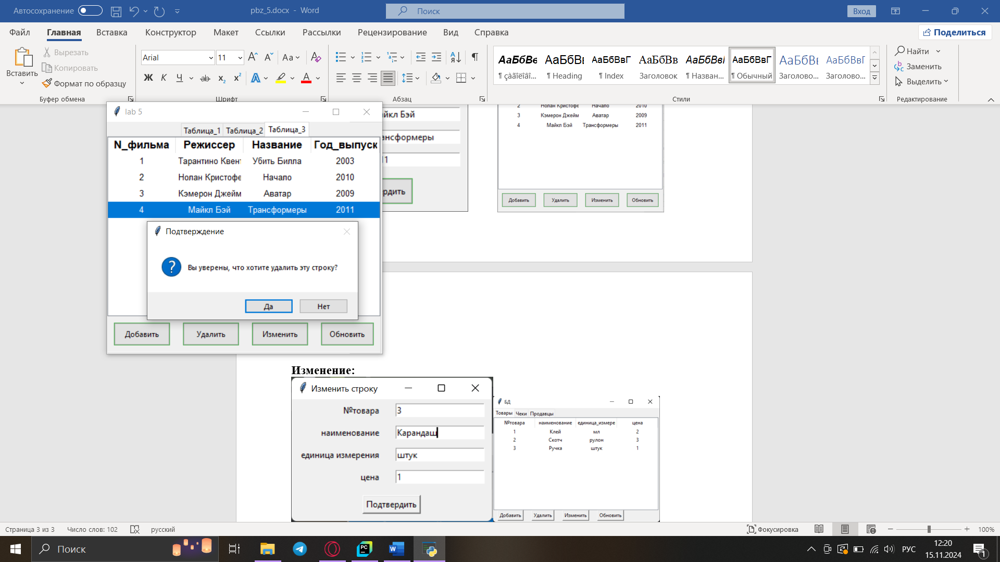 Автосохранение
pbz_5.docx - Word
Поиск
Вход
Файл
Главная
Вставка
Конструктор
Макет
Ссылки
Рассылки
Рецензирование
Вид
Справка
Поделиться
Вставить
Вырезать
Копировать
Формат по образцу
Буфер обмена
Arial
11
Шрифт
Абзац
АаБбВв
¶ çàãîëîâî...
АаБбВв
¶ Heading
АаБбВвГ
¶ Index
АаБбВв
Заголовок
АаБбВвГ
¶ Назван...
АаБбВвГ
¶ Обычный
АаБбВв
Заголово...
АаБбВвГ
Заголово...
Стили
Найти
Заменить
Выделить
Редактирование
lab 5
Таблица_1 Таблица_2 Таблица_3
N_фильма Режиссер Название Год_выпуск
1 Тарантино Квент Убить Билла 2003
2 Нолан Кристофе Начало 2010
3 Кэмерон Джейм Аватар 2009
4 Майкл Бэй Трансформеры 2011
Подтверждение
Вы уверены, что хотите удалить эту строку?
Да
Нет
Добавить
Удалить
Изменить
Обновить
йкл Бэй
нсформеры
11
рдить
2 Нолан Кристофе Начало 2010
3 Кэмерон Джейм Аватар 2009
4 Майкл Бэй Трансформеры 2011
Добавить
Удалить
Изменить
Обновить
Изменение:
Изменить строку
№товара 3
наименование Карандаш
единица измерения штук
цена 1
Подтвердить
БД
Товары Чеки Продавцы
№товара наименование единица_измере цена
1 Клей мл 2
2 Скотч рулон 3
3 Ручка штук 1
Добавить
Удалить
Изменить
Обновить
Страница 3 из 3
Число слов: 102
русский
Фокусировка
100%
Поиск
РУС
12:20
15.11.2024
1